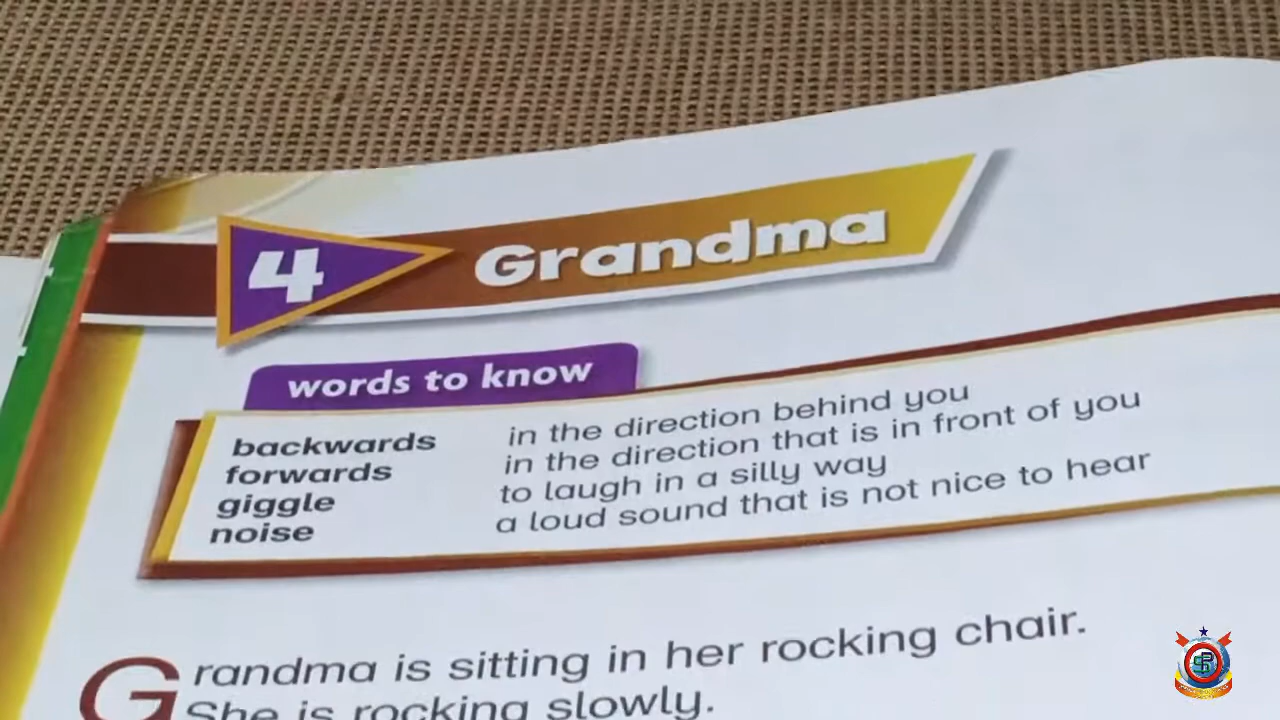 4 Grandma
words to know
backwards in the direction behind you
forwards in the direction that is in front of you
giggle to laugh in a silly way
noise a loud sound that is not nice to hear
Grandma is sitting in her rocking chair.
She is rocking slowly.